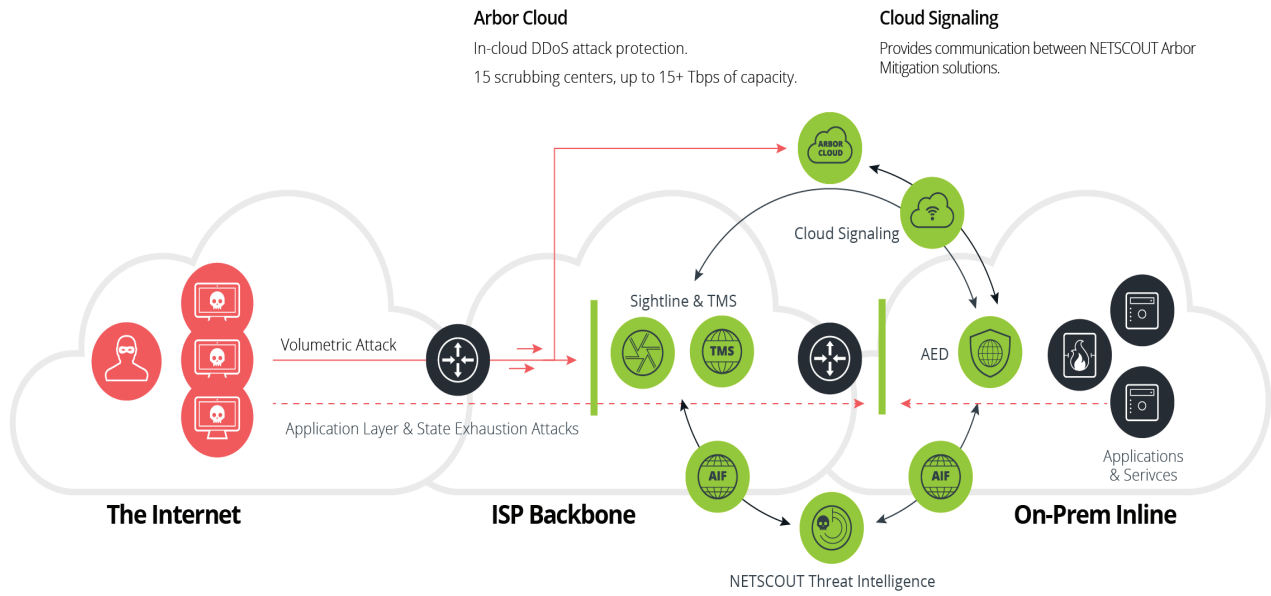 Arbor Cloud
In-cloud DDoS attack protection.
15 scrubbing centers, up to 15+ Tbps of capacity.
Cloud Signaling
Provides communication between NETSCOUT Arbor
Mitigation solutions.
ARBOR
CLOUD
Cloud Signaling
Sightline & TMS
Volumetric Attack
TMS
AED
Application Layer & State Exhaustion Attacks
Applications
& Serivces
AIF
AIF
The Internet
ISP Backbone
On-Prem Inline
NETSCOUT Threat Intelligence